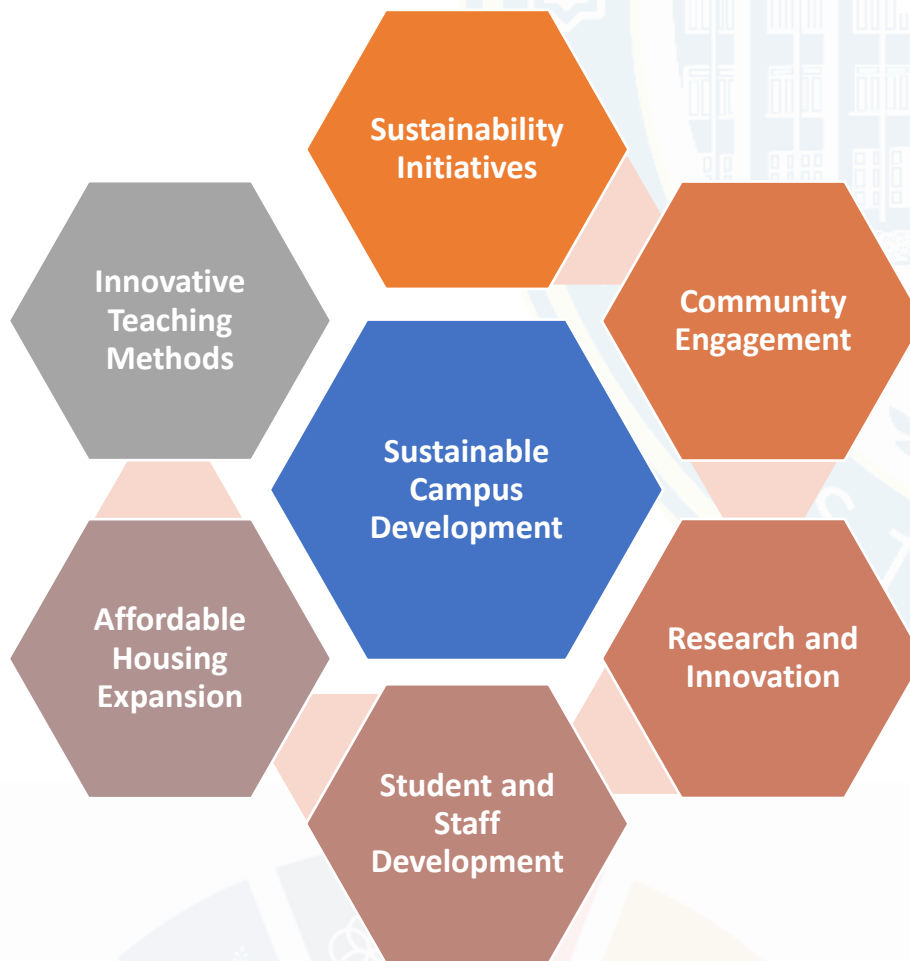 Sustainability
Initiatives
Community
Engagement
Research and
Innovation
Student and
Staff
Development
Affordable
Housing
Expansion
Innovative
Teaching
Methods
Sustainable
Campus
Development